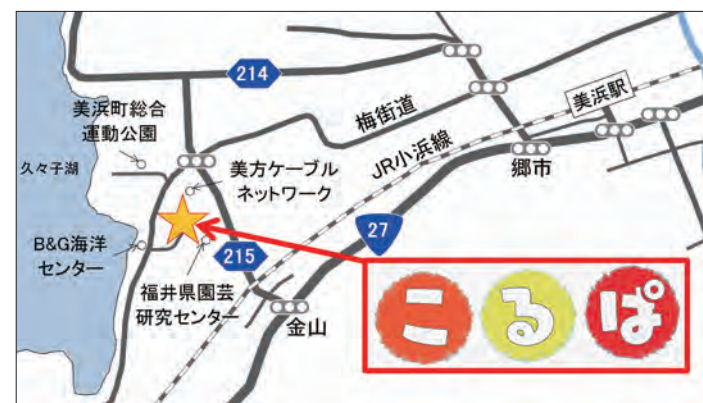 214
美浜町総合
運動公園
梅街道
美浜駅
久々子湖
美方ケーブル
ネットワーク
JR小浜線
郷市
B&G海洋
センター
215
27
福井県園芸
研究センター
金山
こるぱ